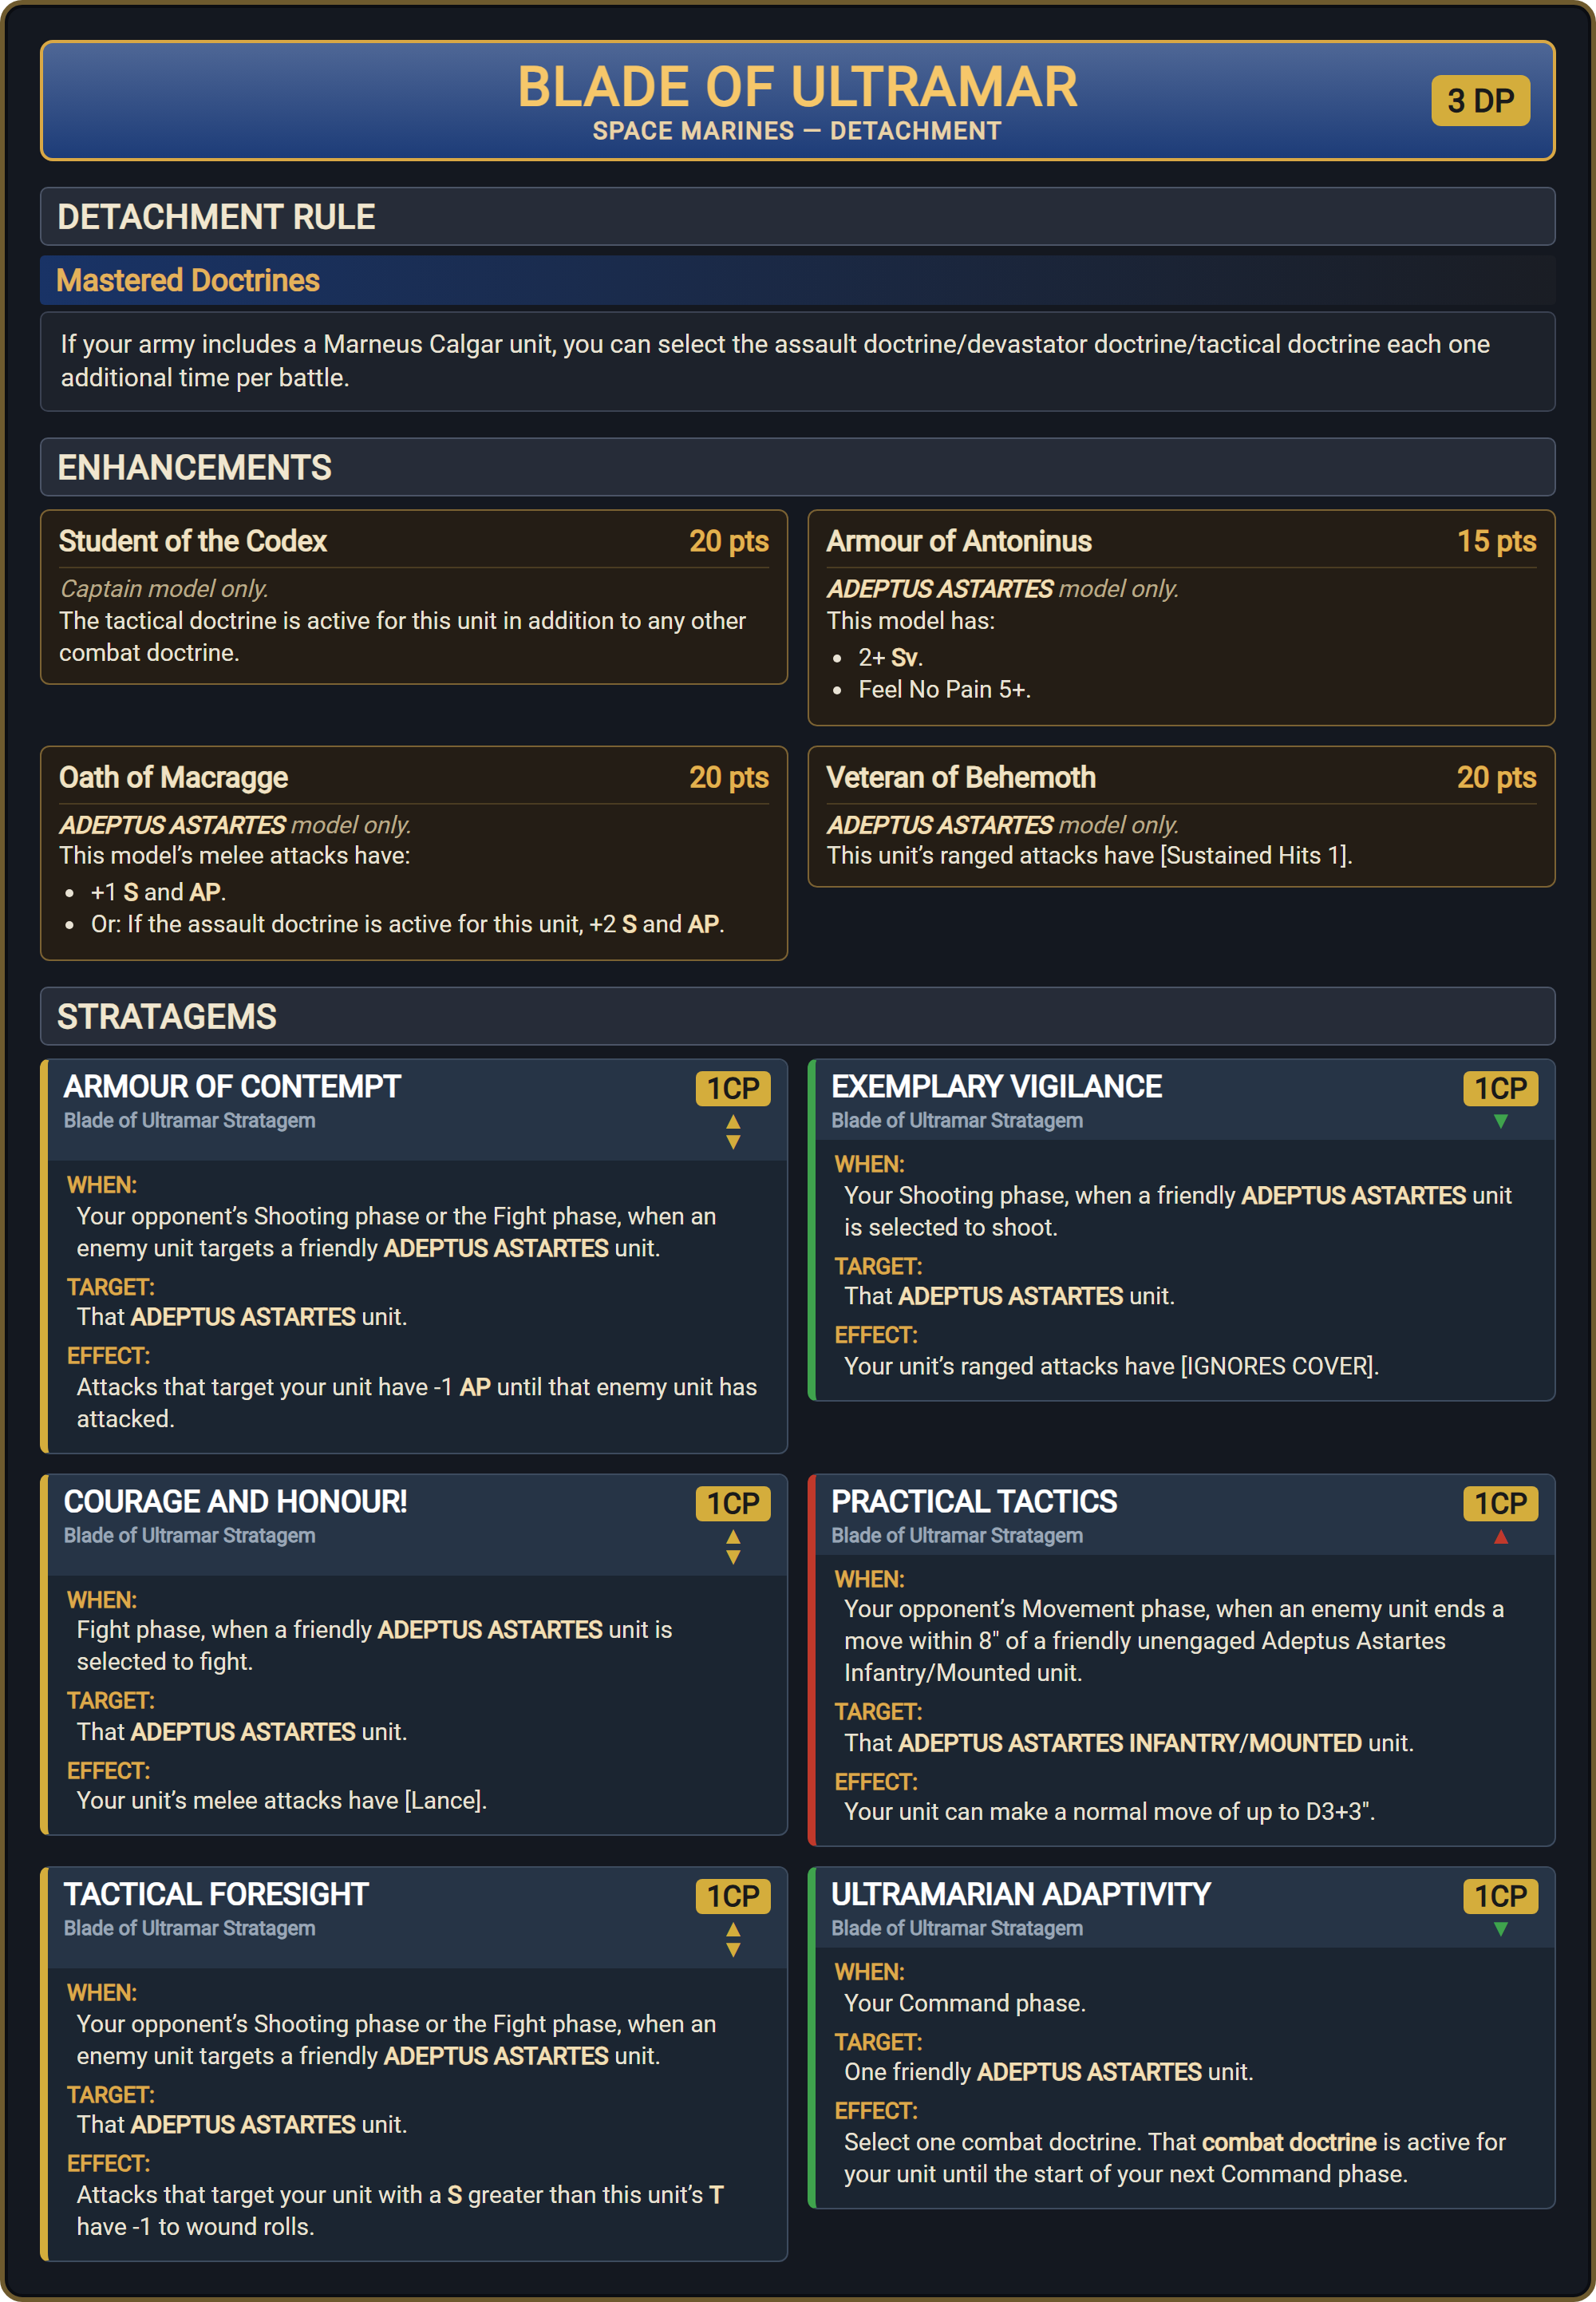 BLADE OF ULTRAMAR
SPACE MARINES — DETACHMENT
3 DP
DETACHMENT RULE
Mastered Doctrines
If your army includes a Marneus Calgar unit, you can select the assault doctrine/devastator doctrine/tactical doctrine each one
additional time per battle.
ENHANCEMENTS
Student of the Codex 20 pts
Captain model only.
The tactical doctrine is active for this unit in addition to any other
combat doctrine.
Armour of Antoninus 15 pts
ADEPTUS ASTARTES model only.
This model has:
• 2+ Sv.
• Feel No Pain 5+.
Oath of Macragge 20 pts
ADEPTUS ASTARTES model only.
This model’s melee attacks have:
• +1 S and AP.
• Or: If the assault doctrine is active for this unit, +2 S and AP.
Veteran of Behemoth 20 pts
ADEPTUS ASTARTES model only.
This unit’s ranged attacks have [Sustained Hits 1].
STRATAGEMS
ARMOUR OF CONTEMPT 1CP
Blade of Ultramar Stratagem
▲
▼
WHEN:
Your opponent’s Shooting phase or the Fight phase, when an
enemy unit targets a friendly ADEPTUS ASTARTES unit.
TARGET:
That ADEPTUS ASTARTES unit.
EFFECT:
Attacks that target your unit have -1 AP until that enemy unit has
attacked.
EXEMPLARY VIGILANCE 1CP
Blade of Ultramar Stratagem ▼
WHEN:
Your Shooting phase, when a friendly ADEPTUS ASTARTES unit
is selected to shoot.
TARGET:
That ADEPTUS ASTARTES unit.
EFFECT:
Your unit’s ranged attacks have [IGNORES COVER].
COURAGE AND HONOUR! 1CP
Blade of Ultramar Stratagem
▲
▼
WHEN:
Fight phase, when a friendly ADEPTUS ASTARTES unit is
selected to fight.
TARGET:
That ADEPTUS ASTARTES unit.
EFFECT:
Your unit’s melee attacks have [Lance].
PRACTICAL TACTICS 1CP
Blade of Ultramar Stratagem ▲
WHEN:
Your opponent’s Movement phase, when an enemy unit ends a
move within 8" of a friendly unengaged Adeptus Astartes
Infantry/Mounted unit.
TARGET:
That ADEPTUS ASTARTES INFANTRY/MOUNTED unit.
EFFECT:
Your unit can make a normal move of up to D3+3".
TACTICAL FORESIGHT 1CP
Blade of Ultramar Stratagem
▲
▼
WHEN:
Your opponent’s Shooting phase or the Fight phase, when an
enemy unit targets a friendly ADEPTUS ASTARTES unit.
TARGET:
That ADEPTUS ASTARTES unit.
EFFECT:
Attacks that target your unit with a S greater than this unit’s T
have -1 to wound rolls.
ULTRAMARIAN ADAPTIVITY 1CP
Blade of Ultramar Stratagem ▼
WHEN:
Your Command phase.
TARGET:
One friendly ADEPTUS ASTARTES unit.
EFFECT:
Select one combat doctrine. That combat doctrine is active for
your unit until the start of your next Command phase.